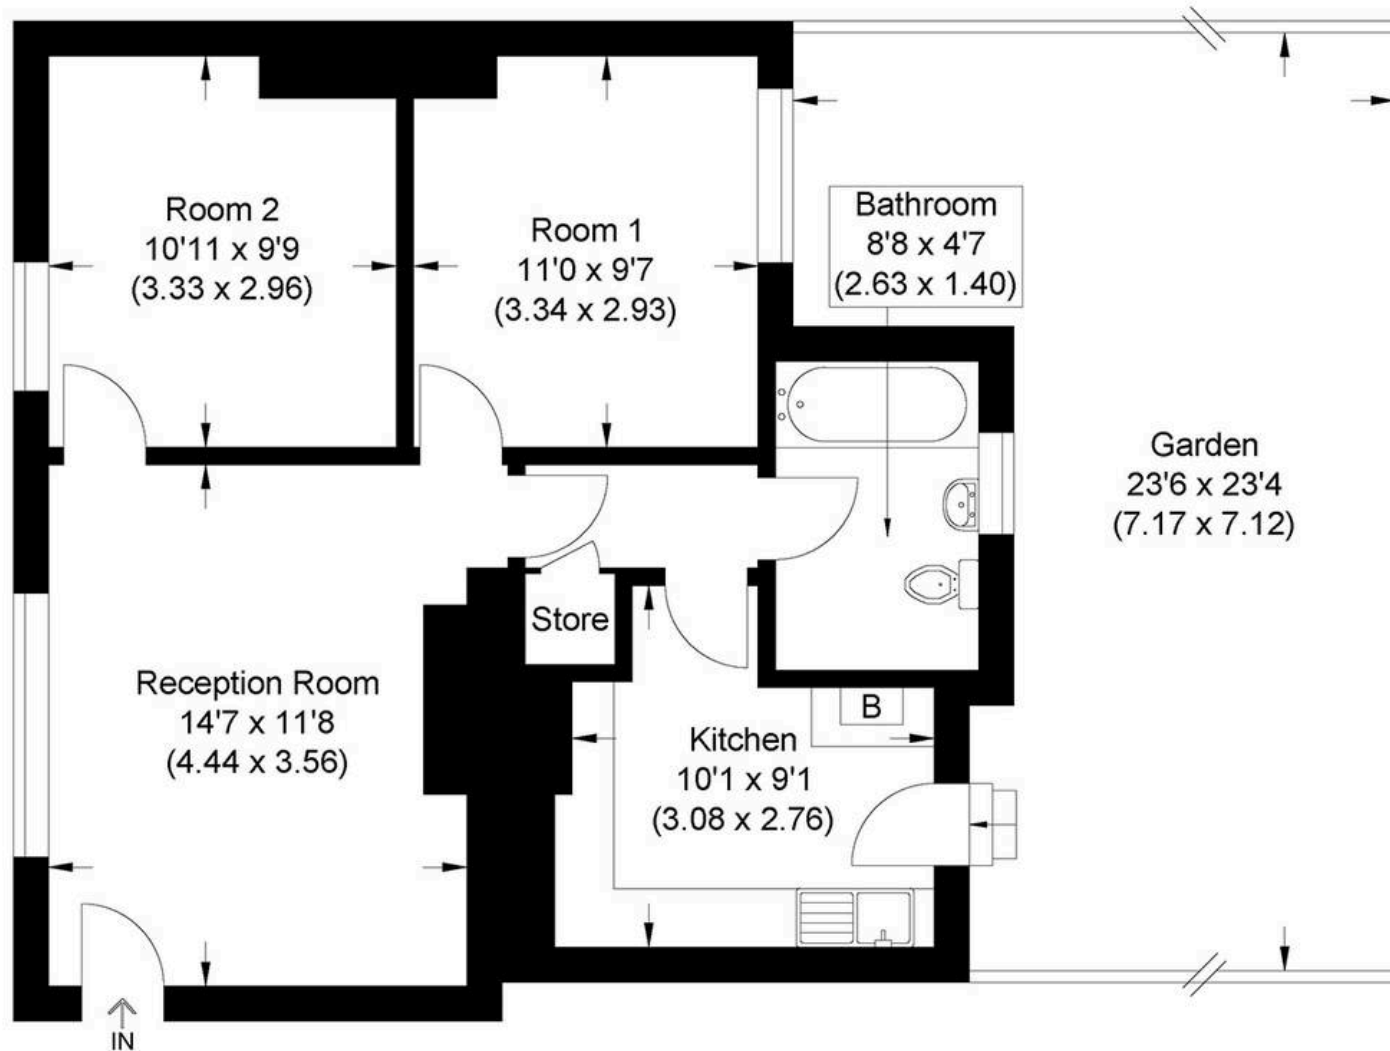 Room 2
10'11 x 9'9
(3.33 x 2.96)
Room 1
11'0 x 9'7
(3.34 x 2.93)
Bathroom
8'8 x 4'7
(2.63 x 1.40)
Garden
23'6 x 23'4
(7.17 x 7.12)
Store
Reception Room
14'7 x 11'8
(4.44 x 3.56)
B
Kitchen
10'1 x 9'1
(3.08 x 2.76)
IN